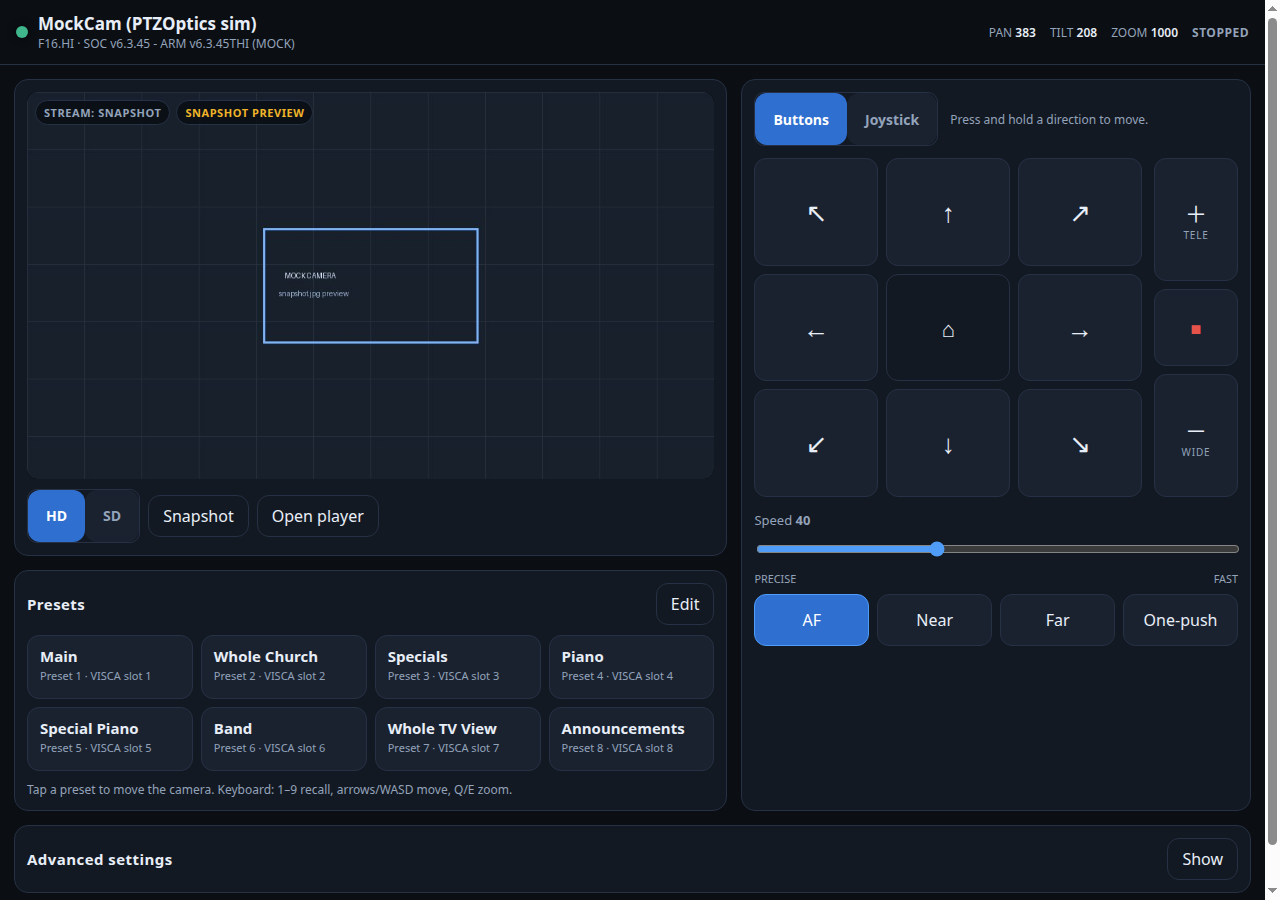 MockCam (PTZOptics sim)
F16.HI · SOC v6.3.45 - ARM v6.3.45THI (MOCK)
PAN 383 TILT 208 ZOOM 1000 STOPPED
STREAM: SNAPSHOT SNAPSHOT PREVIEW
MOCK CAMERA
snapshot.jpg preview
HD SD Snapshot Open player
Presets Edit
Main
Preset 1 · VISCA slot 1
Whole Church
Preset 2 · VISCA slot 2
Specials
Preset 3 · VISCA slot 3
Piano
Preset 4 · VISCA slot 4
Special Piano
Preset 5 · VISCA slot 5
Band
Preset 6 · VISCA slot 6
Whole TV View
Preset 7 · VISCA slot 7
Announcements
Preset 8 · VISCA slot 8
Tap a preset to move the camera. Keyboard: 1–9 recall, arrows/WASD move, Q/E zoom.
Buttons Joystick Press and hold a direction to move.
↖ ↑ ↗
+
TELE
← ⌂ →
■
↙ ↓ ↘
—
WIDE
Speed 40
PRECISE FAST
AF Near Far One-push
Advanced settings Show